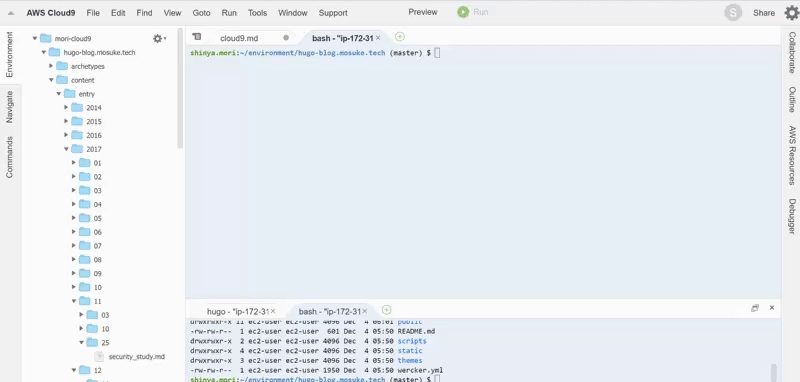 AWS Cloud9 File Edit Find View Goto Run Tools Window Support Preview Run S Share
Environment
Navigate
Commands
mori-cloud9
hugo-blog.mosuke.tech
archetypes
content
entry
2014
2015
2016
2017
01
02
03
04
05
06
07
08
09
10
11
03
10
25
security_study.md
12
cloud9.md bash - "ip-172-31
shinya.mori:~/environment/hugo-blog.mosuke.tech (master) $
hugo - "ip-172-31 bash - "ip-172-31
drwxrwxr-x 11 ec2-user ec2-user 4096 Dec 4 06:01 public
-rw-rw-r-- 1 ec2-user ec2-user 601 Dec 4 05:50 README.md
drwxrwxr-x 2 ec2-user ec2-user 4096 Dec 4 05:50 scripts
drwxrwxr-x 4 ec2-user ec2-user 4096 Dec 4 05:50 static
drwxrwxr-x 3 ec2-user ec2-user 4096 Dec 4 05:50 themes
-rw-rw-r-- 1 ec2-user ec2-user 1950 Dec 4 05:50 wercker.yml
shinya.mori:~/environment/hugo-blog.mosuke.tech (master) $
Collaborate
Outline
AWS Resources
Debugger